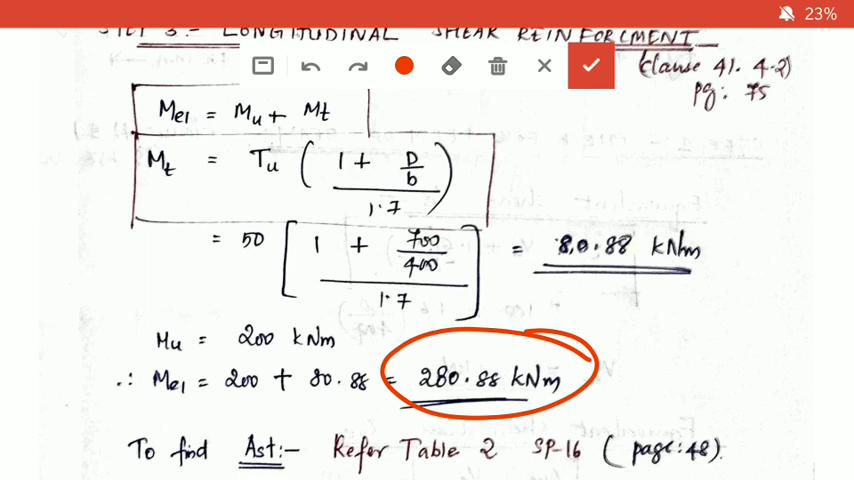 23%
STEP 3:- LONGITUDINAL SHEAR REINFORCMENT
(clause 41.4.2)
pg: 75
Me1 = Mu + Mt
Mt = Tu ( 1 + D/b / 1.7 )
= 50 [ 1 + 700/400 / 1.7 ] = 80.88 kNm
Mu = 200 kNm
∴ Me1 = 200 + 80.88 = 280.88 kNm
To find Ast:- Refer Table 2 SP-16 (page:48).